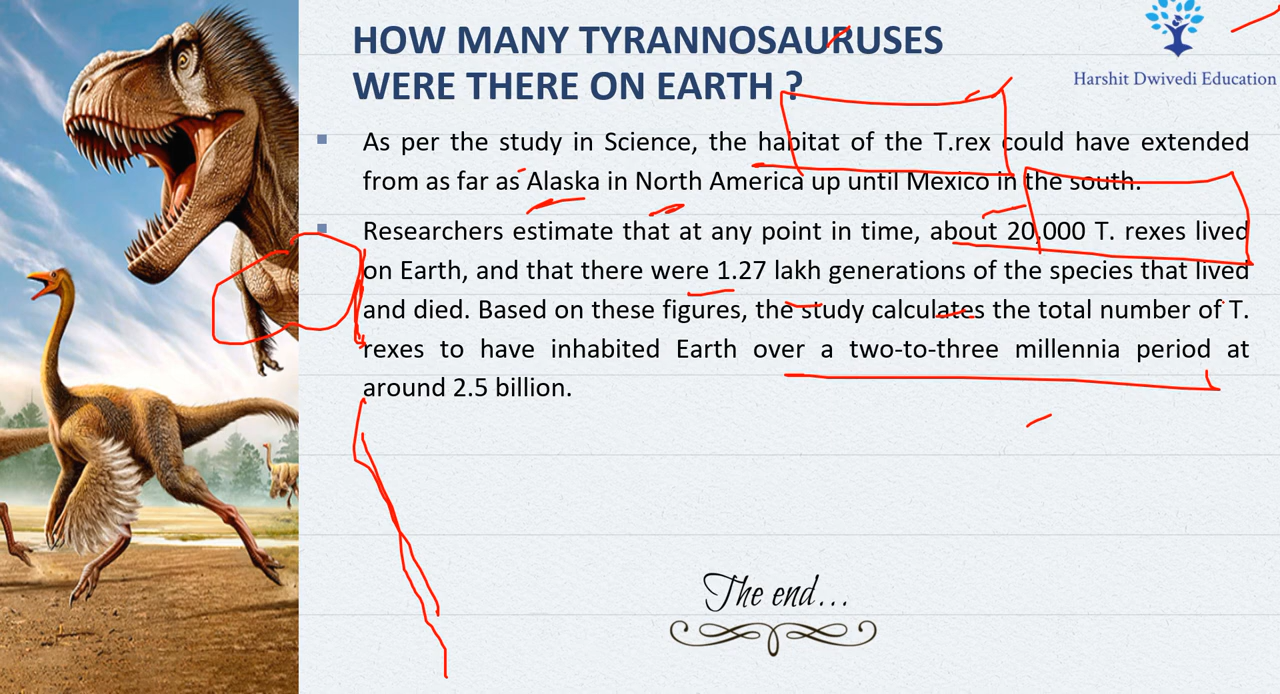 HOW MANY TYRANNOSAURUSES
WERE THERE ON EARTH ?
Harshit Dwivedi Education
▪ As per the study in Science, the habitat of the T.rex could have extended
from as far as Alaska in North America up until Mexico in the south.
▪ Researchers estimate that at any point in time, about 20,000 T. rexes lived
on Earth, and that there were 1.27 lakh generations of the species that lived
and died. Based on these figures, the study calculates the total number of T.
rexes to have inhabited Earth over a two-to-three millennia period at
around 2.5 billion.
The end...